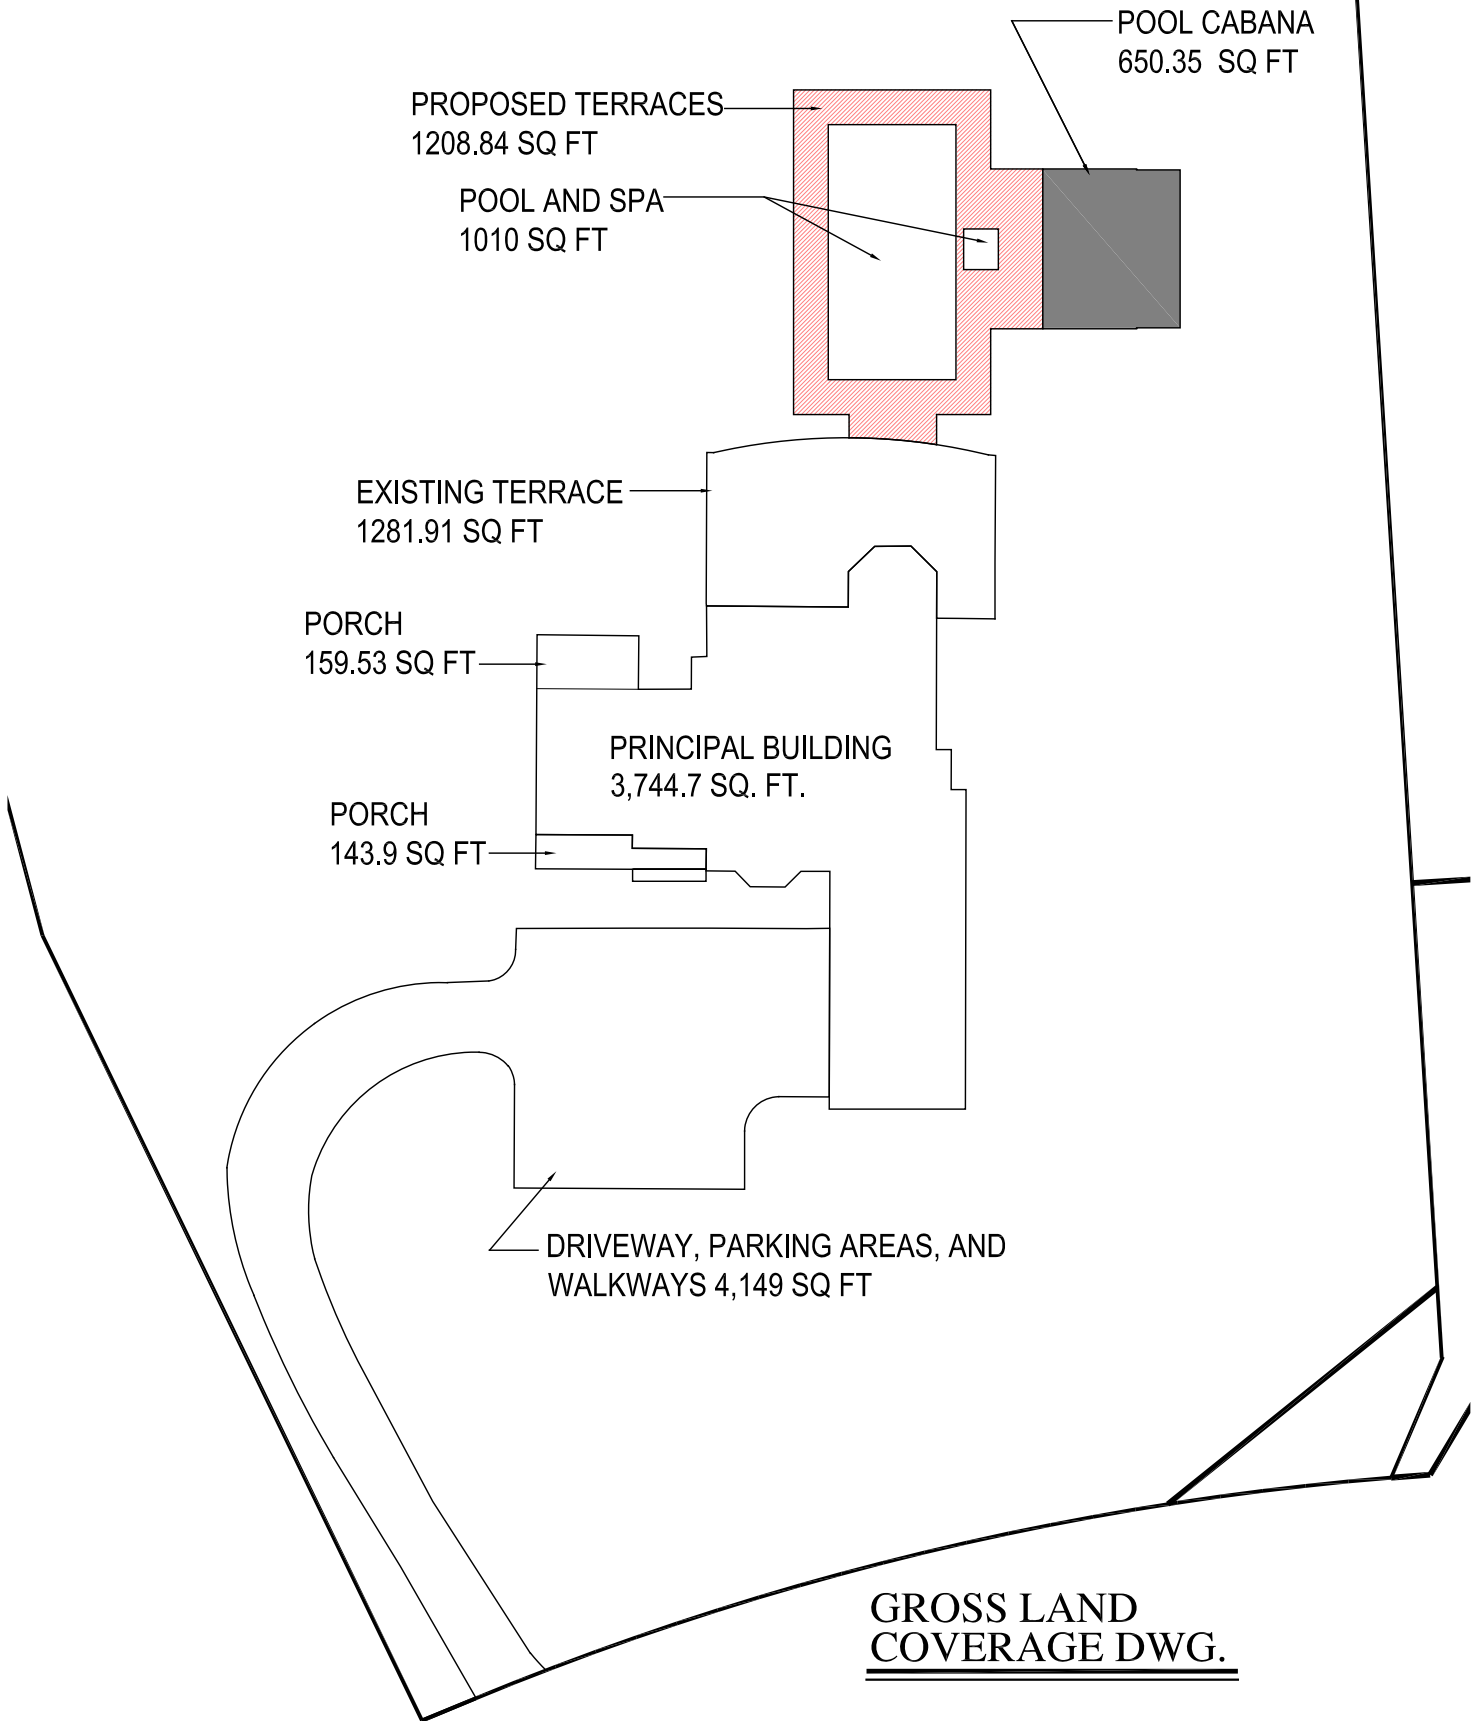 POOL CABANA
650.35 SQ FT
PROPOSED TERRACES
1208.84 SQ FT
POOL AND SPA
1010 SQ FT
EXISTING TERRACE
1281.91 SQ FT
PORCH
159.53 SQ FT
PRINCIPAL BUILDING
3,744.7 SQ. FT.
PORCH
143.9 SQ FT
DRIVEWAY, PARKING AREAS, AND
WALKWAYS 4,149 SQ FT
GROSS LAND
COVERAGE DWG.